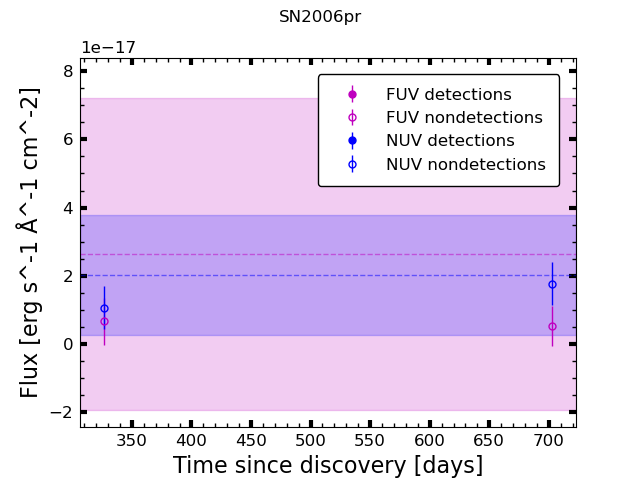 SN2006pr
1e−17
8
6
4
2
0
−2
Flux [erg s^-1 Å^-1 cm^-2]
FUV detections
FUV nondetections
NUV detections
NUV nondetections
350 400 450 500 550 600 650 700
Time since discovery [days]